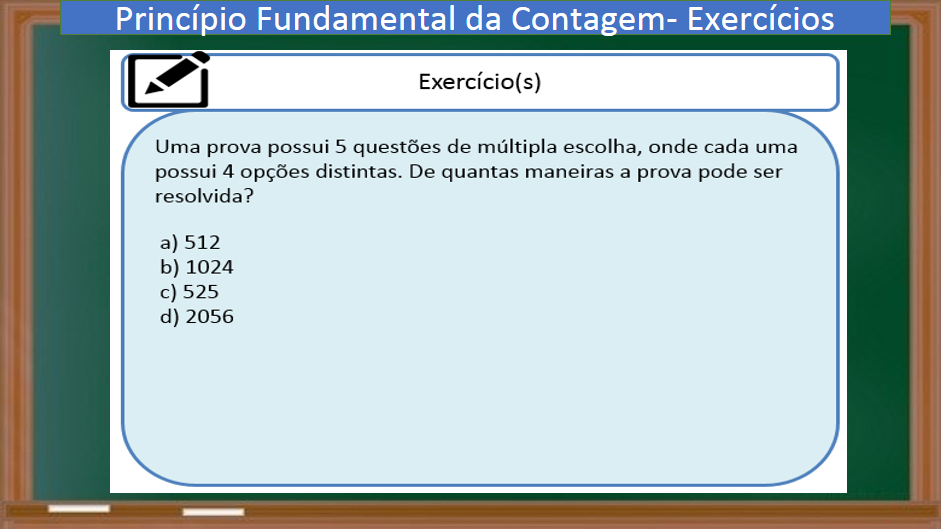 Princípio Fundamental da Contagem- Exercícios
Exercício(s)
Uma prova possui 5 questões de múltipla escolha, onde cada uma
possui 4 opções distintas. De quantas maneiras a prova pode ser
resolvida?
a) 512
b) 1024
c) 525
d) 2056